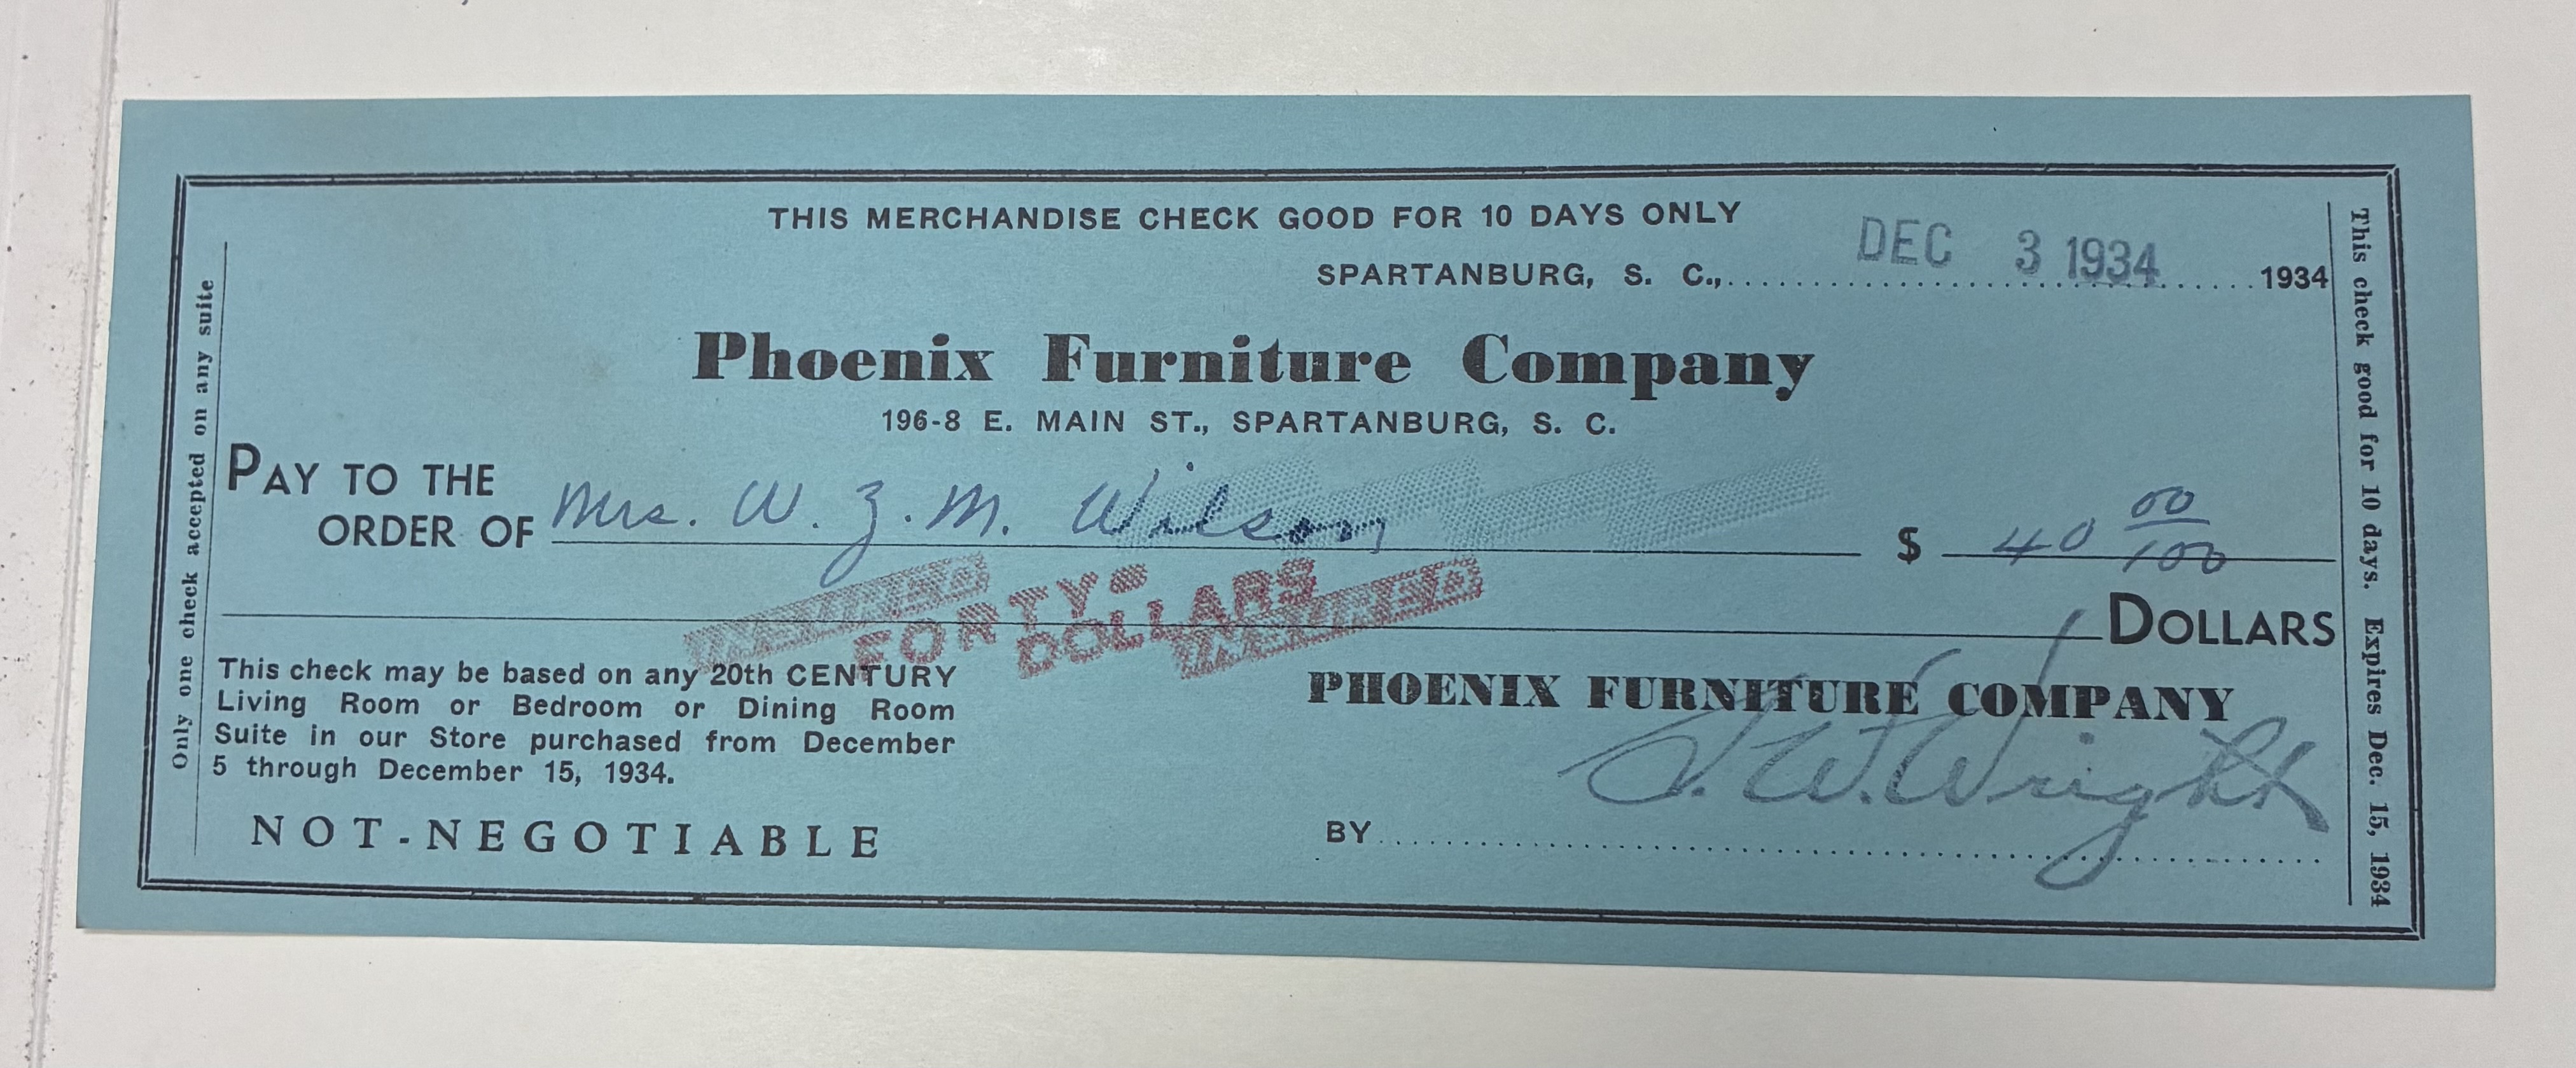 THIS MERCHANDISE CHECK GOOD FOR 10 DAYS ONLY
DEC 3 1934
SPARTANBURG, S. C.,..........1934
Phoenix Furniture Company
196-8 E. MAIN ST., SPARTANBURG, S. C.
PAY TO THE
ORDER OF Mrs. W. Z. M. Wilson $ 40 00/100
FORTY
DOLLARS
DOLLARS
This check may be based on any 20th CENTURY
Living Room or Bedroom or Dining Room
Suite in our Store purchased from December
5 through December 15, 1934.
NOT-NEGOTIABLE
PHOENIX FURNITURE COMPANY
BY S. W. Wright
Only one check accepted on any suite
This check good for 10 days. Expires Dec. 15, 1934